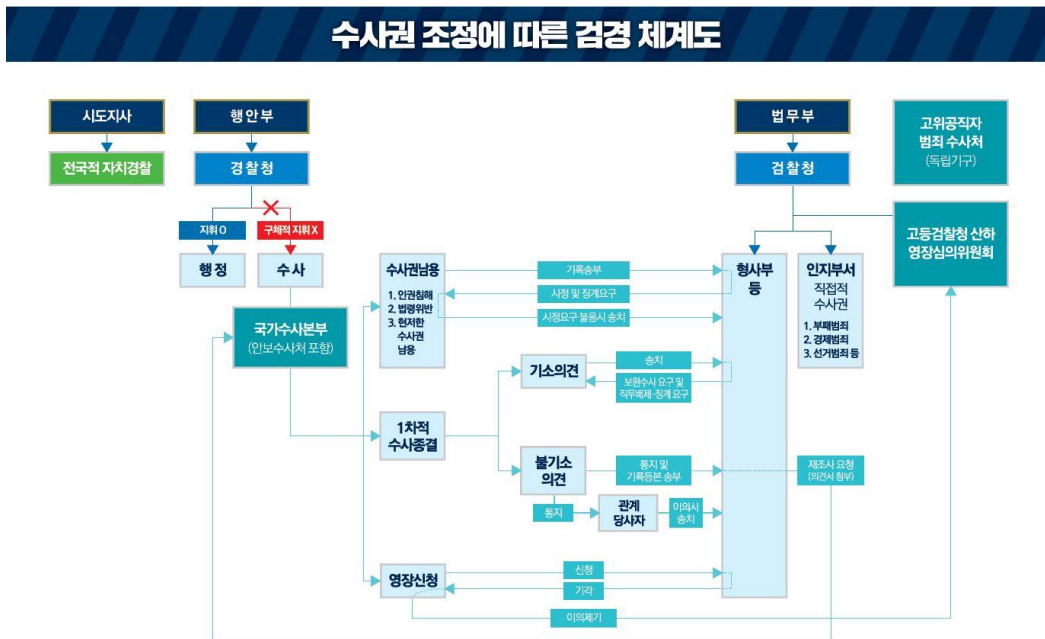 수사권 조정에 따른 검경 체계도
시도지사
행안부
법무부
고위공직자
범죄 수사처
(독립기구)
전국적 자치경찰
경찰청
검찰청
지휘 O
구체적 지휘 X
고등검찰청 산하
영장심의위원회
행정
수사
수사권남용
1. 인권침해
2. 법령위반
3. 현저한
수사권
남용
기록송부
시정 및 징계요구
시정요구 불응시 송치
형사부
등
인지부서
직접적
수사권
1. 부패범죄
2. 경제범죄
3. 선거범죄 등
국가수사본부
(안보수사처 포함)
기소의견
송치
보완수사 요구 및
직무배제·징계 요구
1차적
수사종결
불기소
의견
통지 및
기록등본 송부
재조사 요청
(의견서 첨부)
통지
관계
당사자
이의시
송치
영장신청
신청
기각
이의제기